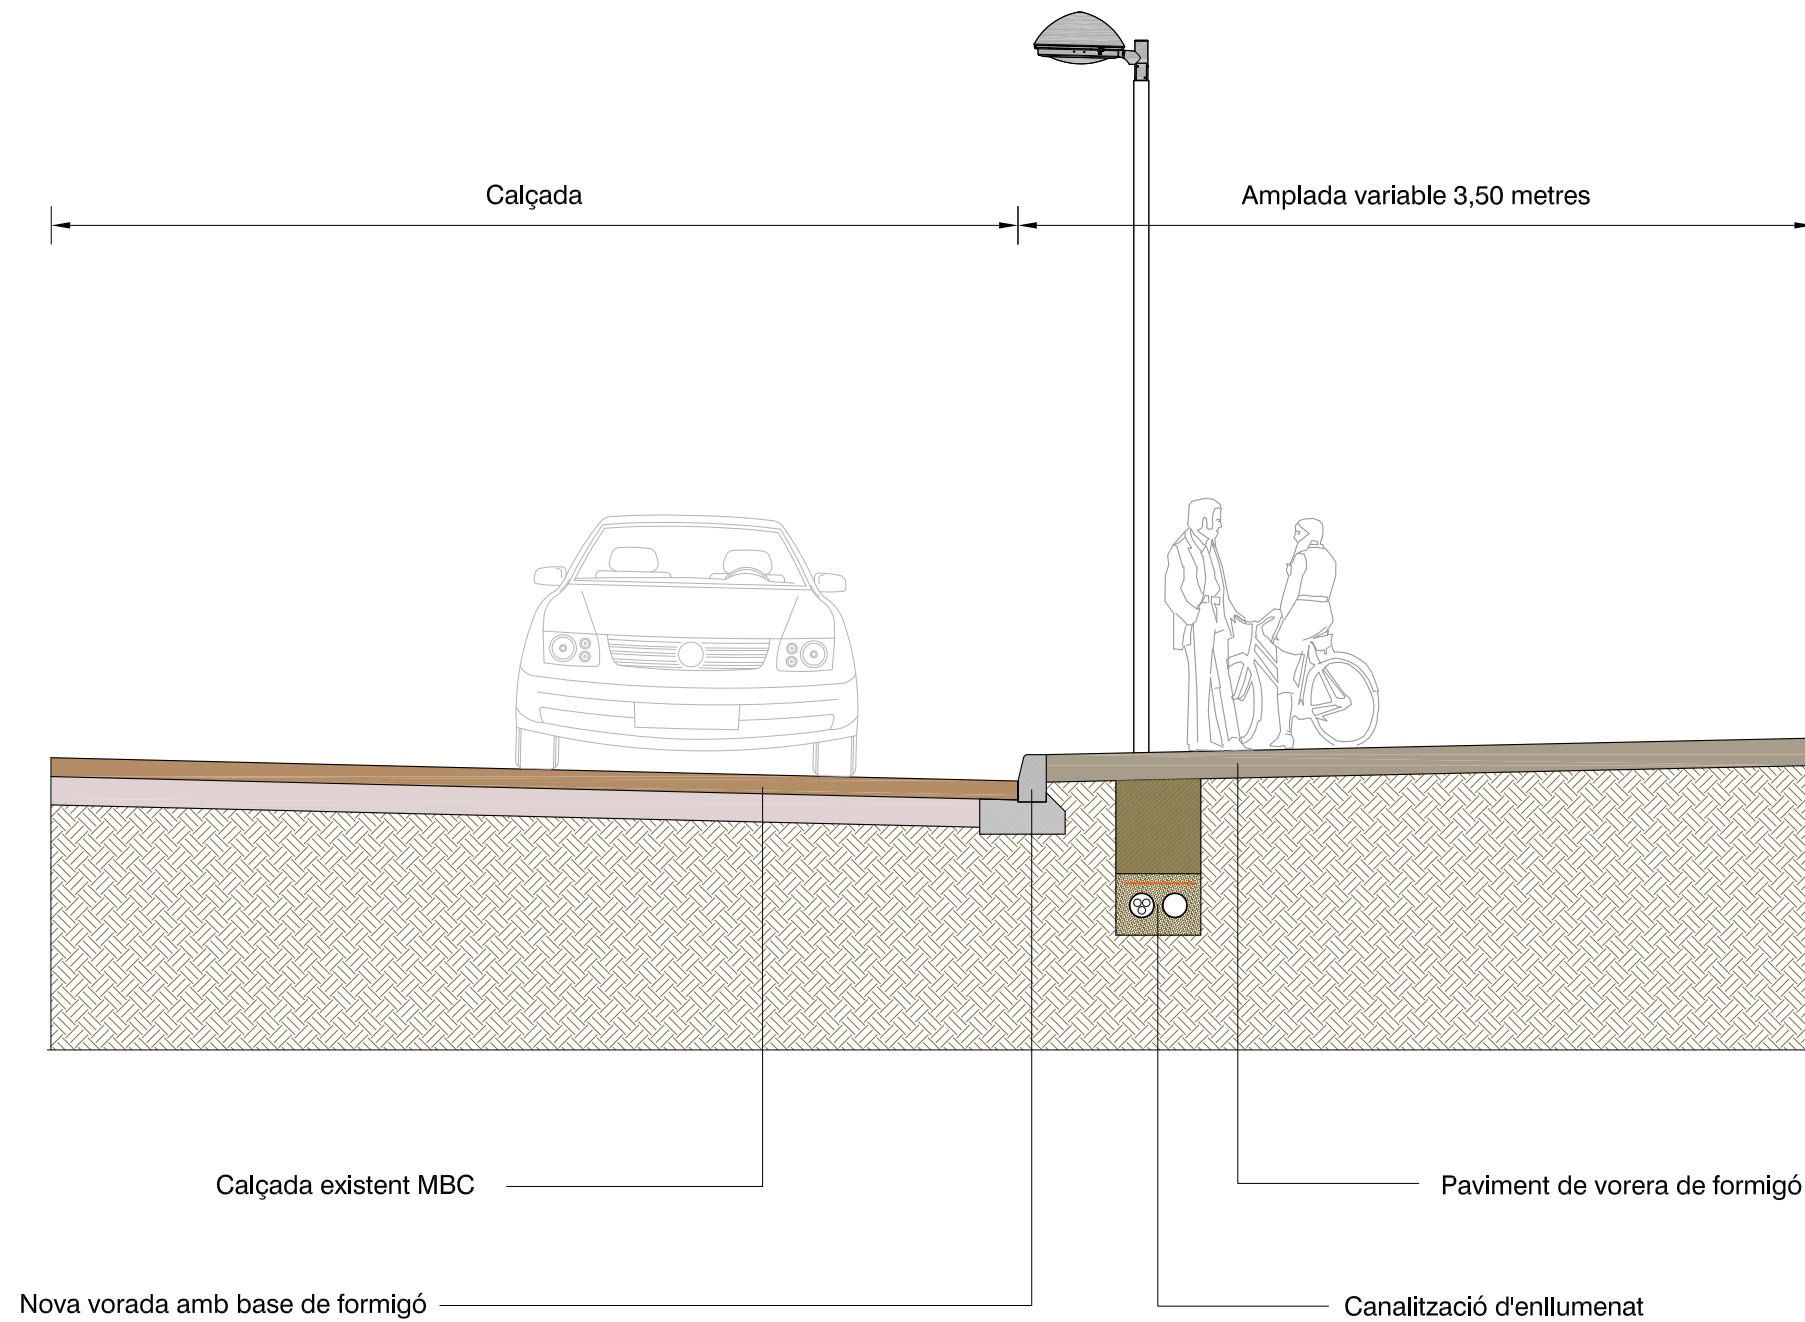 Calçada
Amplada variable 3,50 metres
Calçada existent MBC
Paviment de vorera de formigó
Nova vorada amb base de formigó
Canalització d'enllumenat